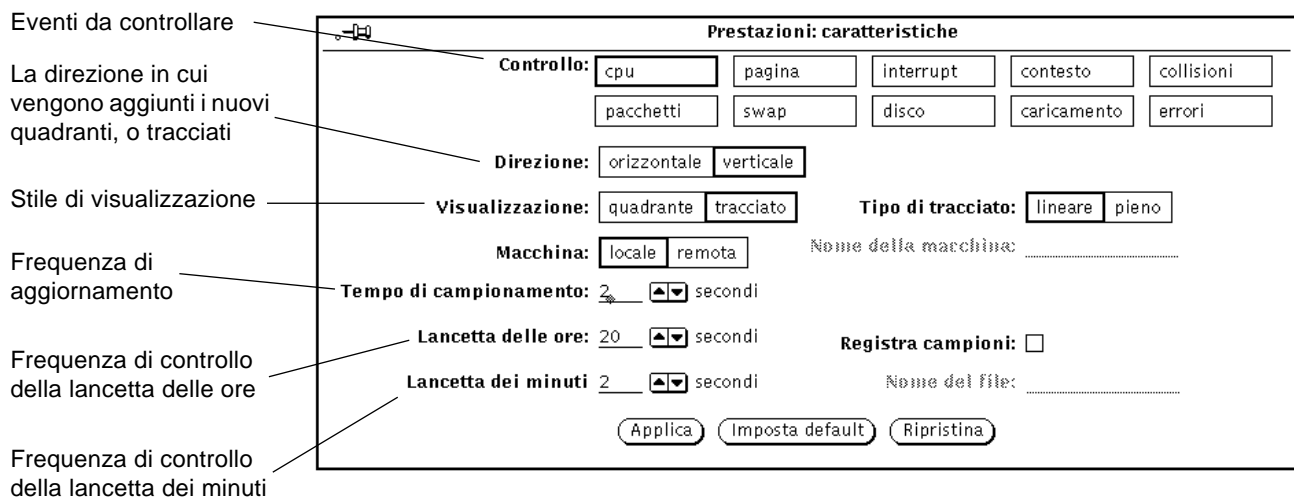 Eventi da controllare
La direzione in cui
vengono aggiunti i nuovi
quadranti, o tracciati
Stile di visualizzazione
Frequenza di
aggiornamento
Frequenza di controllo
della lancetta delle ore
Frequenza di controllo
della lancetta dei minuti
Prestazioni: caratteristiche
Controllo: cpu pagina interrupt contesto collisioni
pacchetti swap disco caricamento errori
Direzione: orizzontale verticale
Visualizzazione: quadrante tracciato Tipo di tracciato: lineare pieno
Macchina: locale remota Nome della macchina:
Tempo di campionamento: 2 secondi
Lancetta delle ore: 20 secondi Registra campioni:
Lancetta dei minuti 2 secondi Nome del file:
Applica Imposta default Ripristina